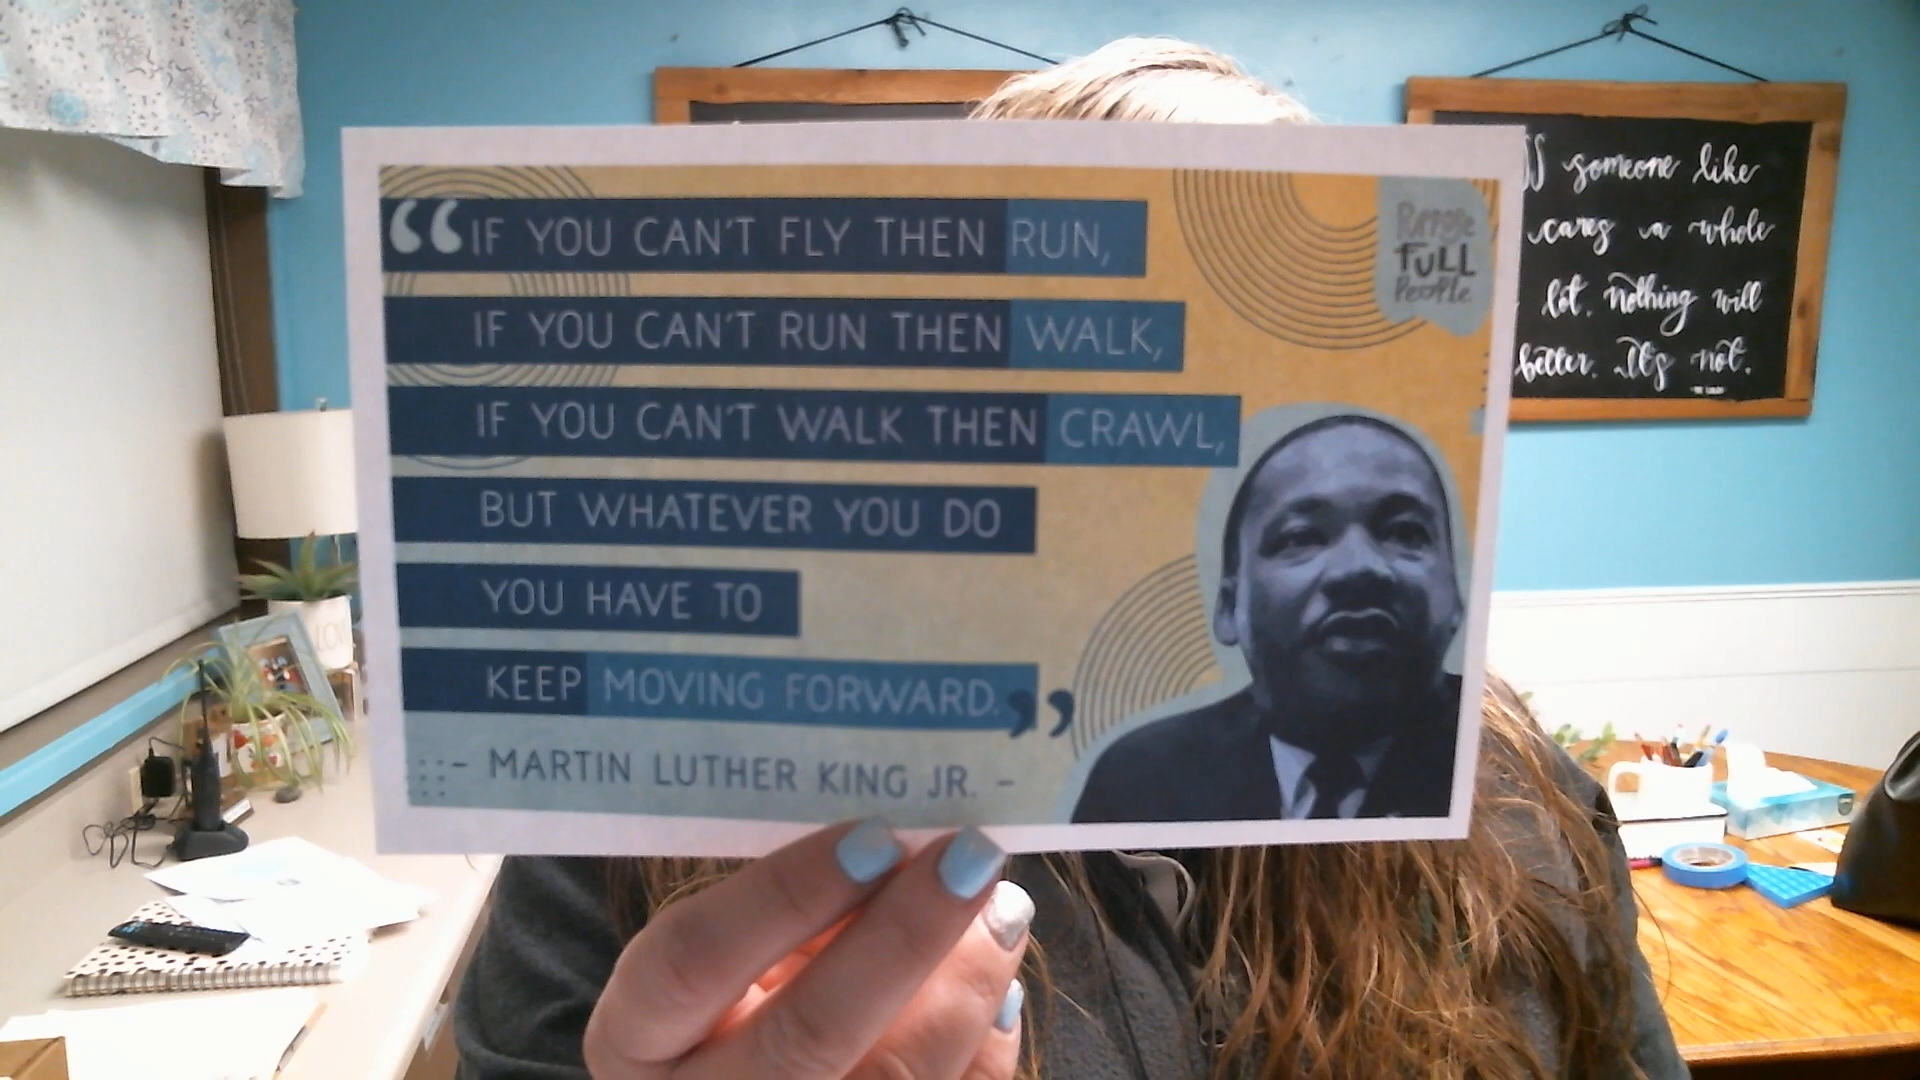 “IF YOU CAN'T FLY THEN RUN,
IF YOU CAN'T RUN THEN WALK,
IF YOU CAN'T WALK THEN CRAWL,
BUT WHATEVER YOU DO
YOU HAVE TO
KEEP MOVING FORWARD.”
- MARTIN LUTHER KING JR. -
FULL
PEOPLE
someone like
cares a whole
lot. Nothing will
better. It's not.
LOV